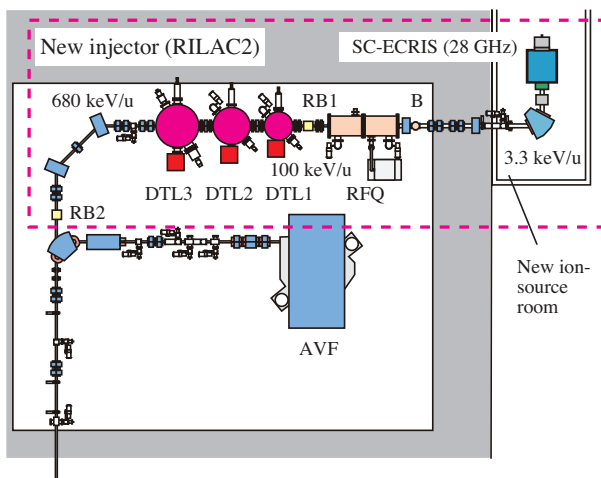 New injector (RILAC2)
SC-ECRIS (28 GHz)
680 keV/u
RB1
B
100 keV/u
3.3 keV/u
DTL3
DTL2
DTL1
RFQ
RB2
New ion-
source
room
AVF